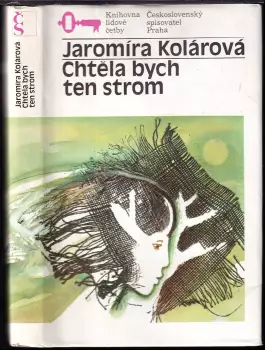 Knihovna
lidové
četby
Československý
spisovatel
Praha
Jaromíra Kolárová
Chtěla bych
ten strom
Jaromíra Kolárová
Chtěla bych
ten strom